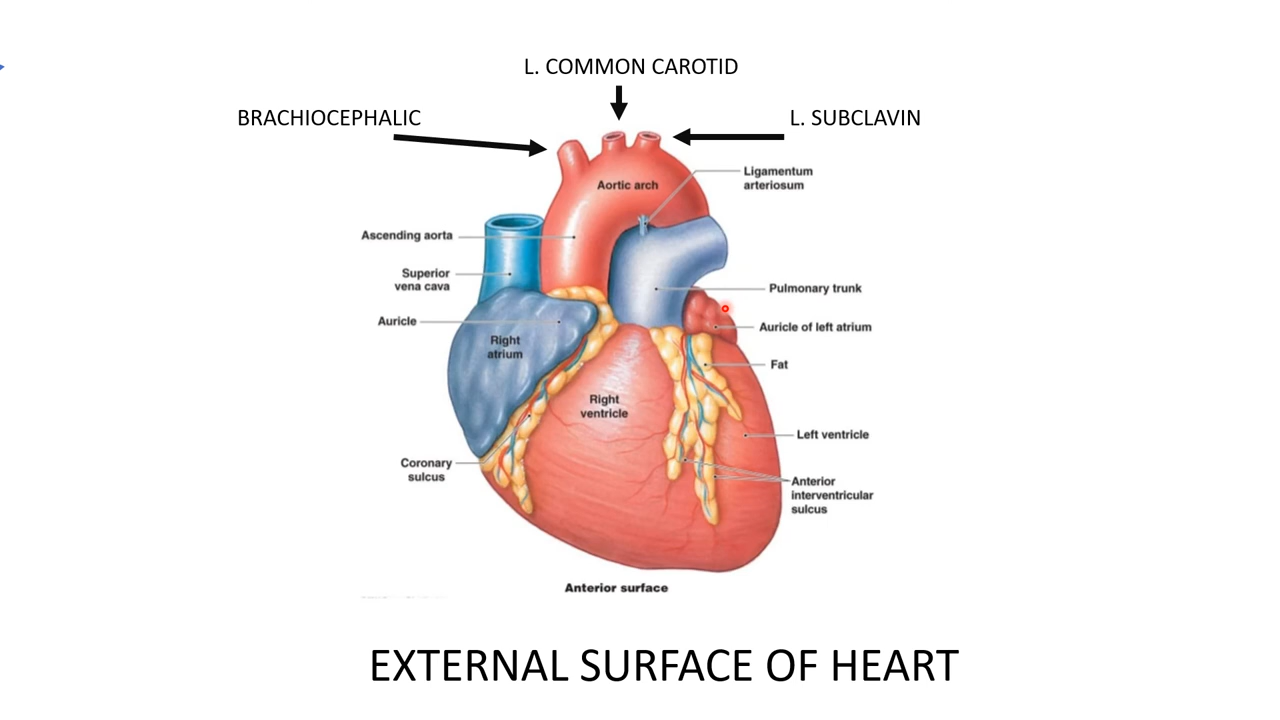 L. COMMON CAROTID
BRACHIOCEPHALIC
L. SUBCLAVIN
Ligamentum
arteriosum
Aortic arch
Ascending aorta
Superior
vena cava
Pulmonary trunk
Auricle
Auricle of left atrium
Right
atrium
Fat
Right
ventricle
Left ventricle
Coronary
sulcus
Anterior
interventricular
sulcus
Anterior surface
EXTERNAL SURFACE OF HEART